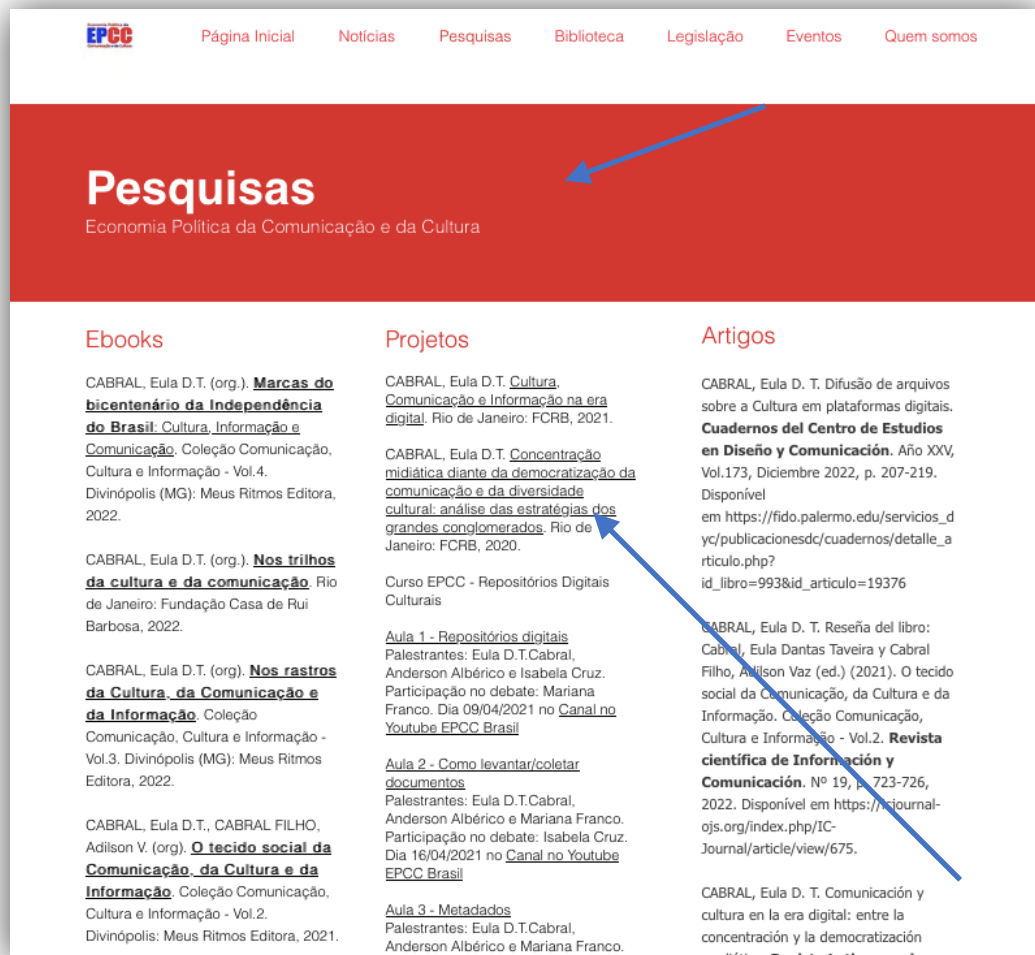 Economia Política da
EPCC
Comunicação e da Cultura
Página Inicial Notícias Pesquisas Biblioteca Legislação Eventos Quem somos
Pesquisas
Economia Política da Comunicação e da Cultura
Ebooks
CABRAL, Eula D.T. (org.). Marcas do
bicentenário da Independência
do Brasil: Cultura, Informação e
Comunicação. Coleção Comunicação,
Cultura e Informação - Vol.4.
Divinópolis (MG): Meus Ritmos Editora,
2022.
CABRAL, Eula D.T. (org.). Nos trilhos
da cultura e da comunicação. Rio
de Janeiro: Fundação Casa de Rui
Barbosa, 2022.
CABRAL, Eula D.T. (org). Nos rastros
da Cultura, da Comunicação e
da Informação. Coleção
Comunicação, Cultura e Informação -
Vol.3. Divinópolis (MG): Meus Ritmos
Editora, 2022.
CABRAL, Eula D.T., CABRAL FILHO,
Adilson V. (org). O tecido social da
Comunicação, da Cultura e da
Informação. Coleção Comunicação,
Cultura e Informação - Vol.2.
Divinópolis: Meus Ritmos Editora, 2021.
Projetos
CABRAL, Eula D.T. Cultura,
Comunicação e Informação na era
digital. Rio de Janeiro: FCRB, 2021.
CABRAL, Eula D.T. Concentração
midiática diante da democratização da
comunicação e da diversidade
cultural: análise das estratégias dos
grandes conglomerados. Rio de
Janeiro: FCRB, 2020.
Curso EPCC - Repositórios Digitais
Culturais
Aula 1 - Repositórios digitais
Palestrantes: Eula D.T.Cabral,
Anderson Albérico e Isabela Cruz.
Participação no debate: Mariana
Franco. Dia 09/04/2021 no Canal no
Youtube EPCC Brasil
Aula 2 - Como levantar/coletar
documentos
Palestrantes: Eula D.T.Cabral,
Anderson Albérico e Mariana Franco.
Participação no debate: Isabela Cruz.
Dia 16/04/2021 no Canal no Youtube
EPCC Brasil
Aula 3 - Metadados
Palestrantes: Eula D.T.Cabral,
Anderson Albérico e Mariana Franco.
Artigos
CABRAL, Eula D. T. Difusão de arquivos
sobre a Cultura em plataformas digitais.
Cuadernos del Centro de Estudios
en Diseño y Comunicación. Año XXV,
Vol.173, Diciembre 2022, p. 207-219.
Disponível
em https://fido.palermo.edu/servicios_d
yc/publicacionesdc/cuadernos/detalle_a
rticulo.php?
id_libro=993&id_articulo=19376
CABRAL, Eula D. T. Reseña del libro:
Cabral, Eula Dantas Taveira y Cabral
Filho, Adilson Vaz (ed.) (2021). O tecido
social da Comunicação, da Cultura e da
Informação. Coleção Comunicação,
Cultura e Informação - Vol.2. Revista
científica de Información y
Comunicación. Nº 19, p. 723-726,
2022. Disponível em https://icjournal-
ojs.org/index.php/IC-
Journal/article/view/675.
CABRAL, Eula D. T. Comunicación y
cultura en la era digital: entre la
concentración y la democratización